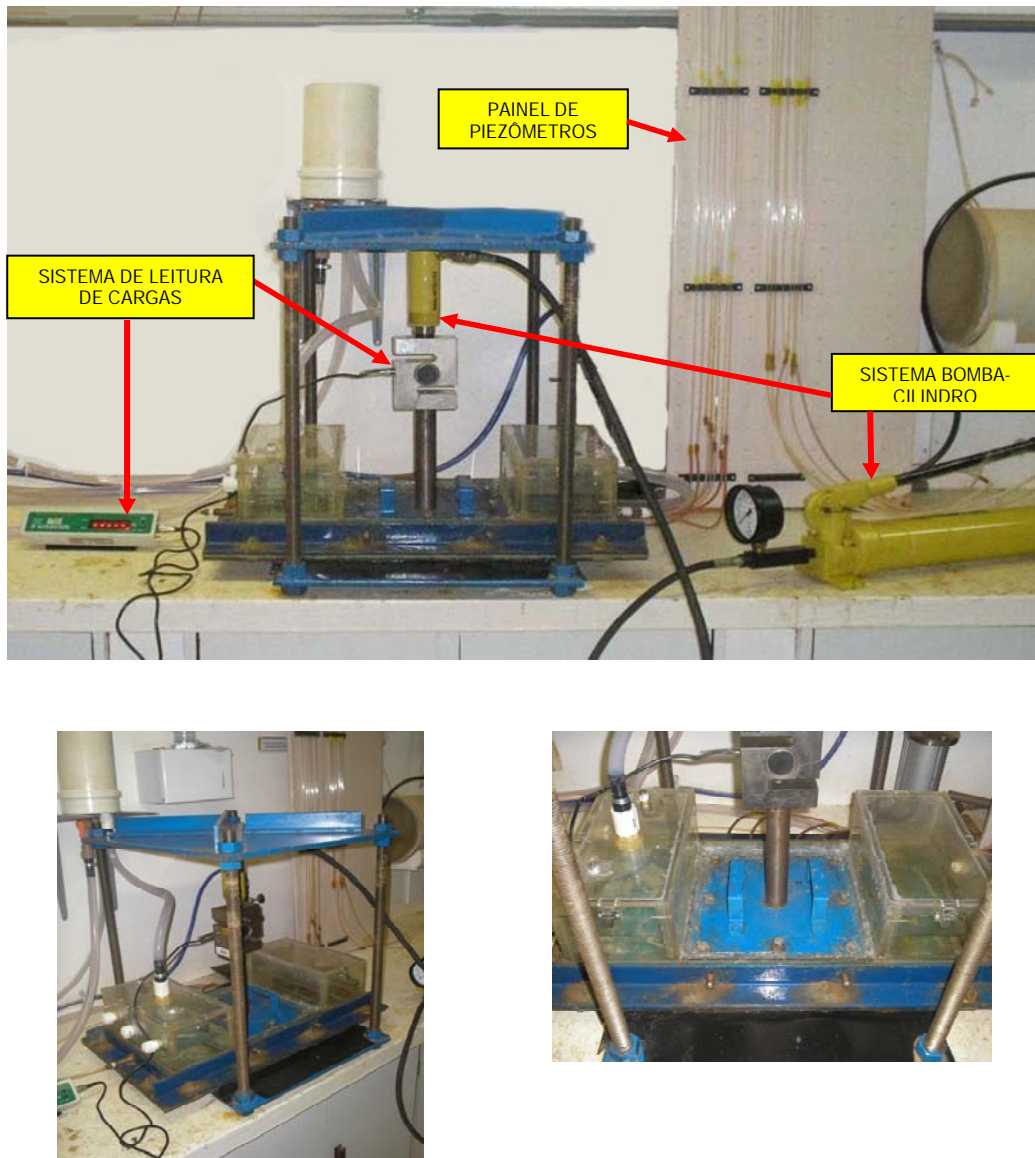 PAINEL DE
PIEZÔMETROS
SISTEMA DE LEITURA
DE CARGAS
SISTEMA BOMBA-
CILINDRO